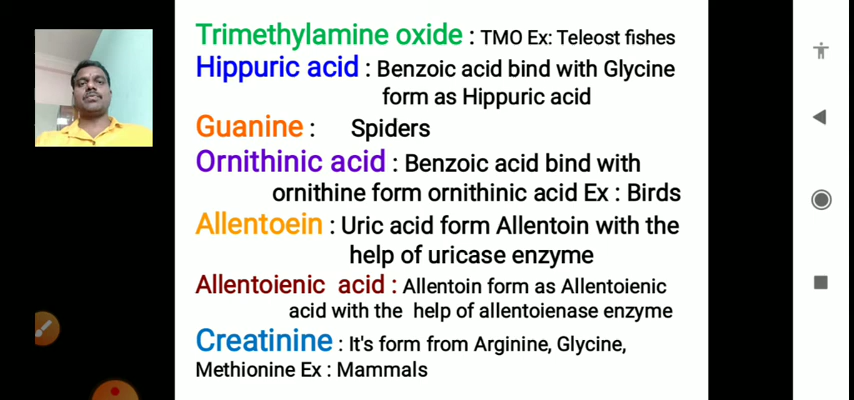 Trimethylamine oxide : TMO Ex: Teleost fishes
Hippuric acid : Benzoic acid bind with Glycine
form as Hippuric acid
Guanine : Spiders
Ornithinic acid : Benzoic acid bind with
ornithine form ornithinic acid Ex : Birds
Allentoein : Uric acid form Allentoin with the
help of uricase enzyme
Allentoienic acid : Allentoin form as Allentoienic
acid with the help of allentoienase enzyme
Creatinine : It's form from Arginine, Glycine,
Methionine Ex : Mammals